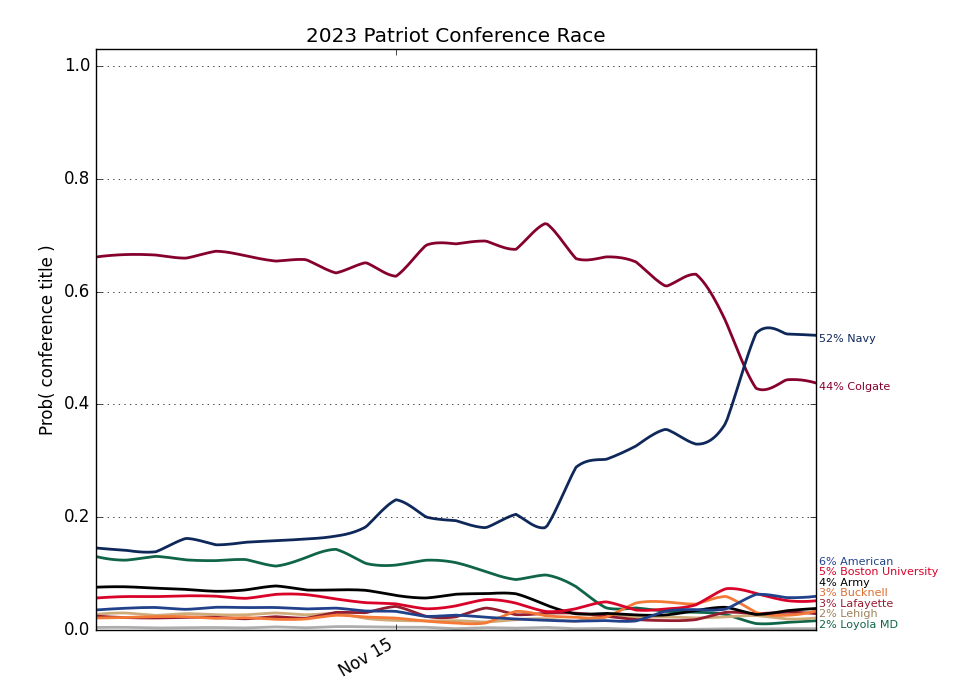 2023 Patriot Conference Race
Prob( conference title )
1.0
0.8
0.6
0.4
0.2
0.0
Nov 15
52% Navy
44% Colgate
6% American
5% Boston University
4% Army
3% Bucknell
3% Lafayette
2% Lehigh
2% Loyola MD